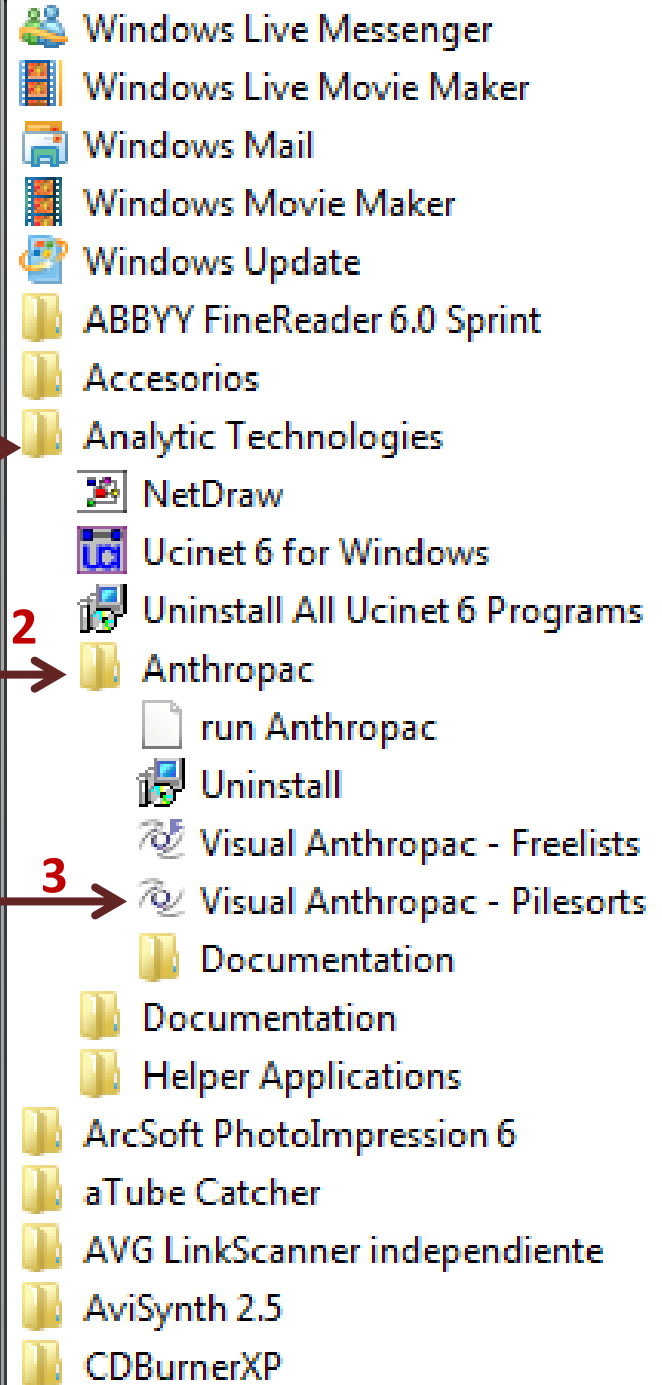 Windows Live Messenger
Windows Live Movie Maker
Windows Mail
Windows Movie Maker
Windows Update
ABBYY FineReader 6.0 Sprint
Accesorios
Analytic Technologies
NetDraw
UCI Ucinet 6 for Windows
Uninstall All Ucinet 6 Programs
2 Anthropac
run Anthropac
Uninstall
Visual Anthropac - Freelists
3 Visual Anthropac - Pilesorts
Documentation
Documentation
Helper Applications
ArcSoft PhotoImpression 6
aTube Catcher
AVG LinkScanner independiente
AviSynth 2.5
CDBurnerXP